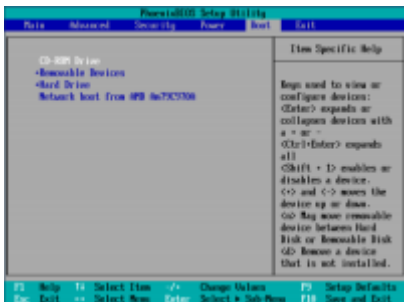 PhoenixBIOS Setup Utility
Main Advanced Security Power Boot Exit
CD-ROM Drive
+Removable Devices
+Hard Drive
Network boot from AMD Am79C970A
Item Specific Help
Keys used to view or
configure devices:
<Enter> expands or
collapses devices with
a + or -
<Ctrl+Enter> expands
all
<Shift + 1> enables or
disables a device.
<+> and <-> moves the
device up or down.
<n> May move removable
device between Hard
Disk or Removable Disk
<d> Remove a device
that is not installed.
F1 Help ↑↓ Select Item -/+ Change Values F9 Setup Defaults
Esc Exit ↔ Select Menu Enter Select ▸ Sub-Menu F10 Save and Exit